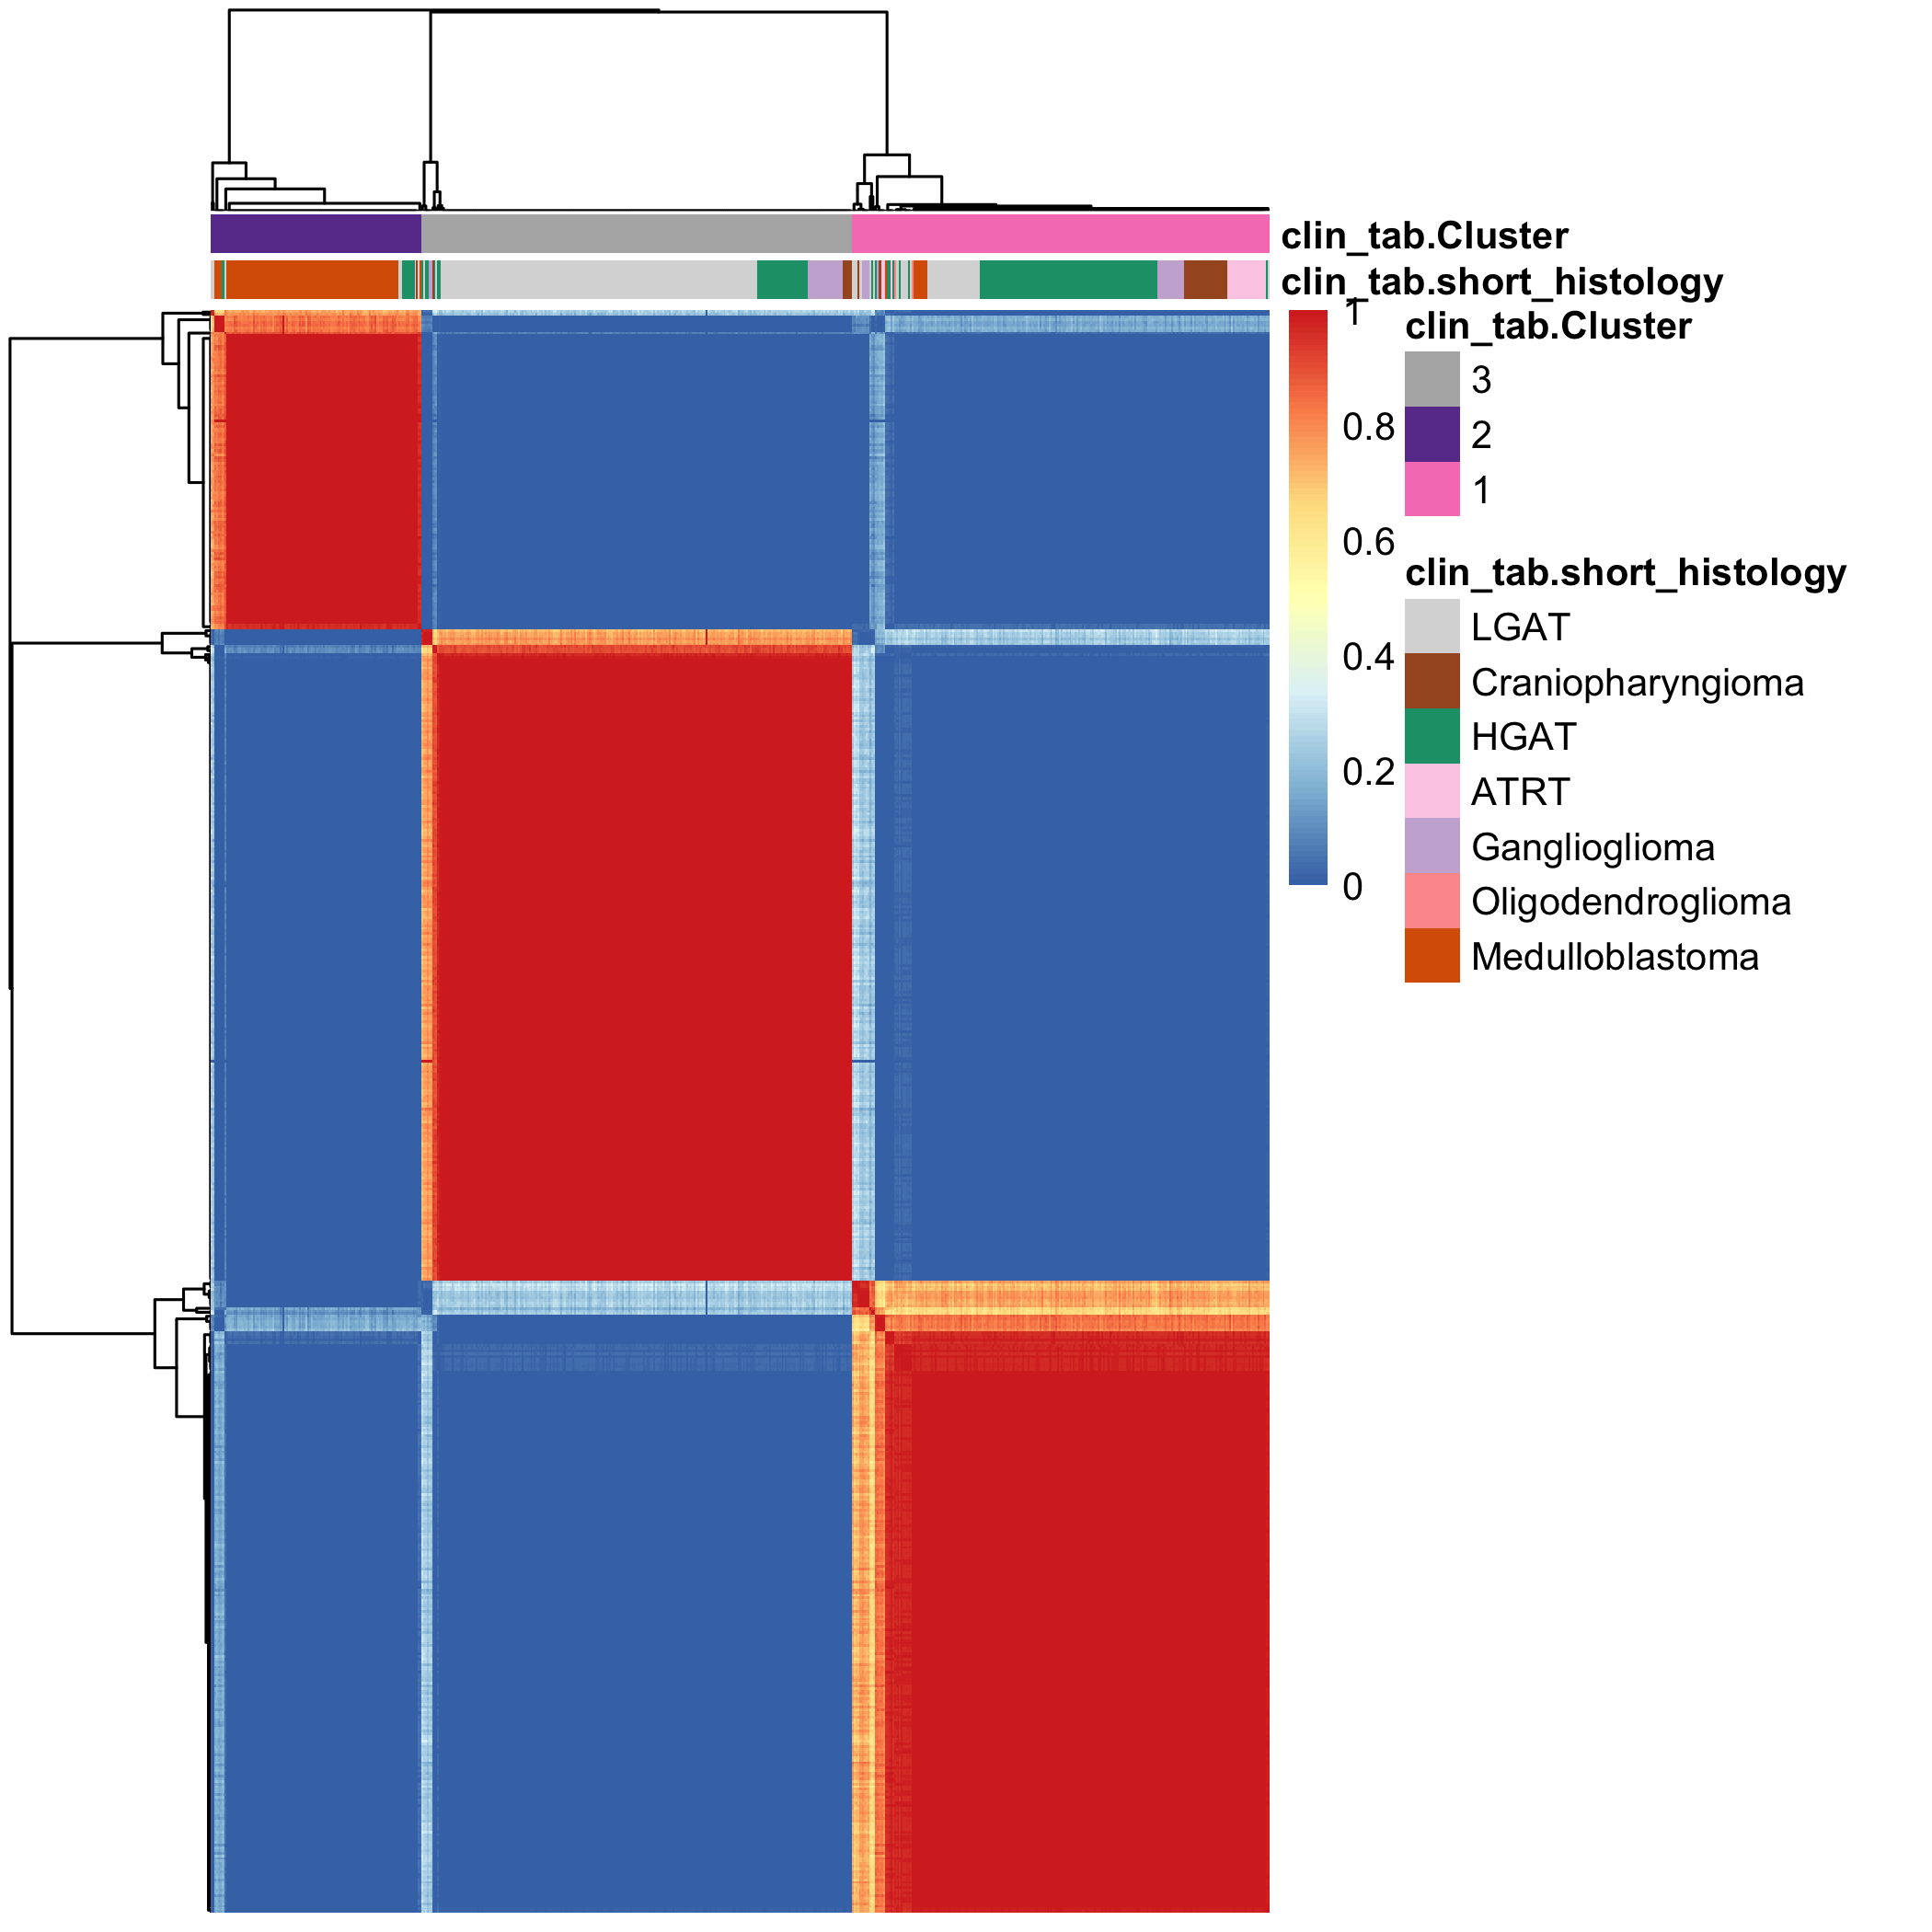 clin_tab.Cluster
clin_tab.short_histology
1
0.8
0.6
0.4
0.2
0
clin_tab.Cluster
3
2
1
clin_tab.short_histology
LGAT
Craniopharyngioma
HGAT
ATRT
Ganglioglioma
Oligodendroglioma
Medulloblastoma